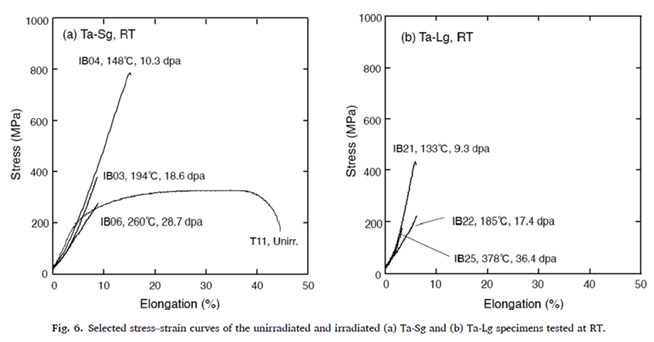 (a) Ta-Sg, RT
IB04, 148℃, 10.3 dpa
IB03, 194℃, 18.6 dpa
IB06, 260℃, 28.7 dpa
T11, Unirr.
Stress (MPa)
1000
800
600
400
200
0
0 10 20 30 40 50
Elongation (%)
(b) Ta-Lg, RT
IB21, 133℃, 9.3 dpa
IB22, 185℃, 17.4 dpa
IB25, 378℃, 36.4 dpa
Stress (MPa)
1000
800
600
400
200
0
0 10 20 30 40 50
Elongation (%)
Fig. 6. Selected stress–strain curves of the unirradiated and irradiated (a) Ta-Sg and (b) Ta-Lg specimens tested at RT.